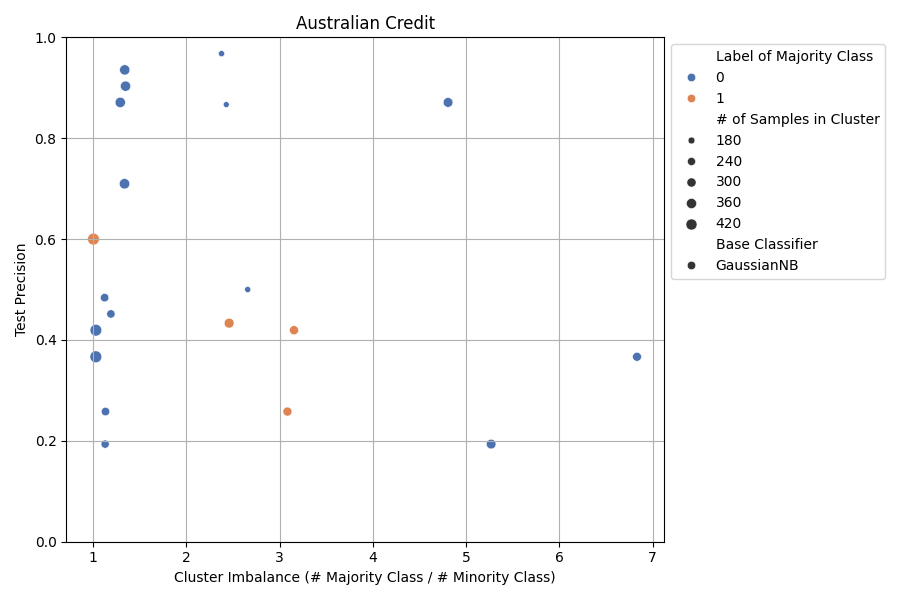 Australian Credit
1.0
0.8
0.6
0.4
0.2
0.0
Test Precision
1
2
3
4
5
6
7
Cluster Imbalance (# Majority Class / # Minority Class)
Label of Majority Class
0
1
# of Samples in Cluster
180
240
300
360
420
Base Classifier
GaussianNB